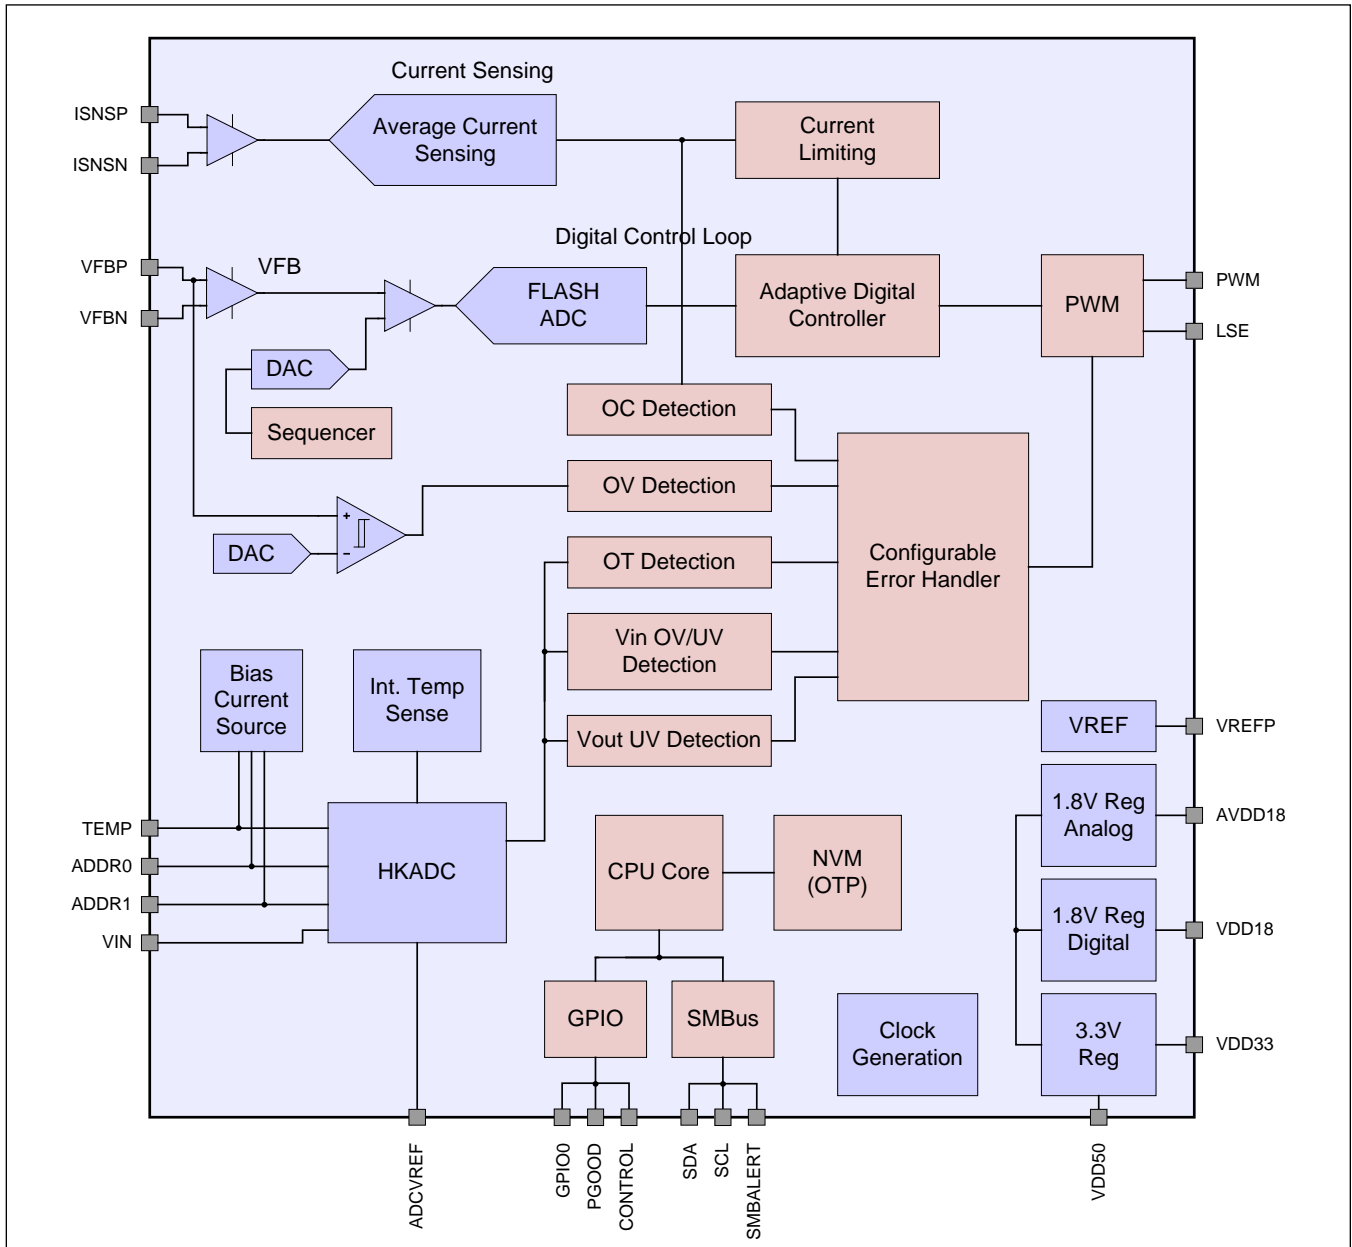 Current Sensing
ISNSP
ISNSN
Average Current
Sensing
Current
Limiting
Digital Control Loop
VFBP
VFBN
VFB
FLASH
ADC
Adaptive Digital
Controller
PWM
PWM
LSE
DAC
Sequencer
OC Detection
OV Detection
+
−
DAC
OT Detection
Configurable
Error Handler
Vin OV/UV
Detection
Vout UV Detection
Bias
Current
Source
Int. Temp
Sense
VREF
VREFP
TEMP
ADDR0
ADDR1
VIN
HKADC
CPU Core
NVM
(OTP)
1.8V Reg
Analog
AVDD18
1.8V Reg
Digital
VDD18
GPIO
SMBus
Clock
Generation
3.3V
Reg
VDD33
ADCVREF
GPIO0
PGOOD
CONTROL
SDA
SCL
SMBALERT
VDD50